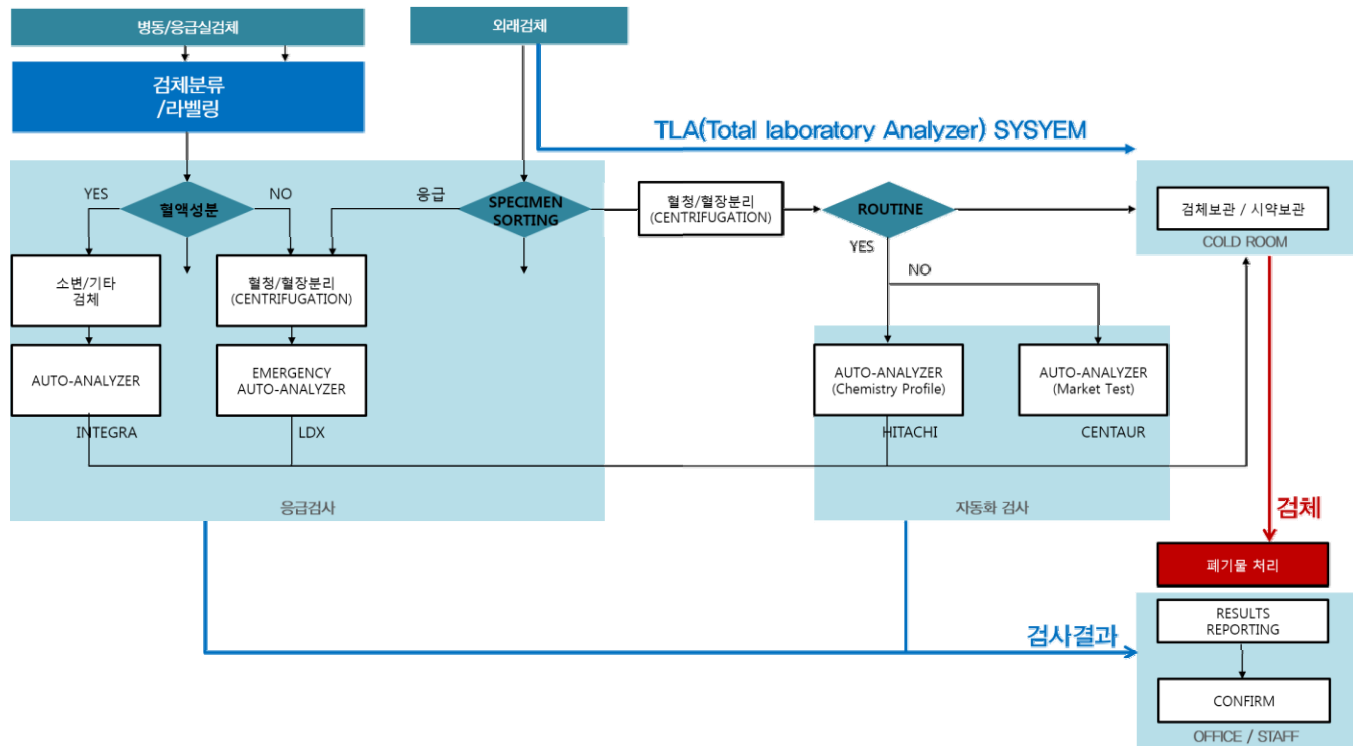 병동/응급실검체
외래검체
검체분류
/라벨링
TLA(Total laboratory Analyzer) SYSYEM
YES
혈액성분
NO
응급
SPECIMEN
SORTING
혈청/혈장분리
(CENTRIFUGATION)
ROUTINE
YES
NO
검체보관 / 시약보관
COLD ROOM
소변/기타
검체
혈청/혈장분리
(CENTRIFUGATION)
AUTO-ANALYZER
INTEGRA
EMERGENCY
AUTO-ANALYZER
LDX
AUTO-ANALYZER
(Chemistry Profile)
HITACHI
AUTO-ANALYZER
(Market Test)
CENTAUR
응급검사
자동화 검사
검체
폐기물 처리
검사결과
RESULTS
REPORTING
CONFIRM
OFFICE / STAFF